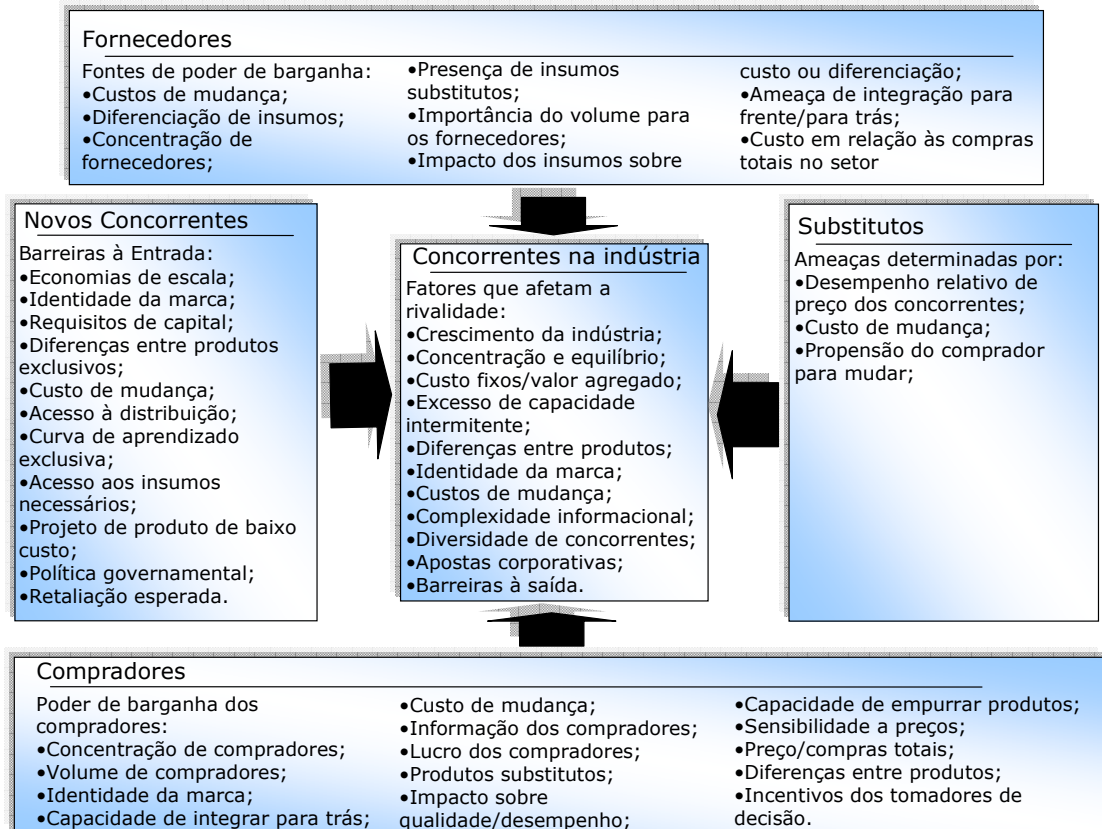 Fornecedores
Fontes de poder de barganha:
•Custos de mudança;
•Diferenciação de insumos;
•Concentração de
fornecedores;
•Presença de insumos
substitutos;
•Importância do volume para
os fornecedores;
•Impacto dos insumos sobre
custo ou diferenciação;
•Ameaça de integração para
frente/para trás;
•Custo em relação às compras
totais no setor
Novos Concorrentes
Barreiras à Entrada:
•Economias de escala;
•Identidade da marca;
•Requisitos de capital;
•Diferenças entre produtos
exclusivos;
•Custo de mudança;
•Acesso à distribuição;
•Curva de aprendizado
exclusiva;
•Acesso aos insumos
necessários;
•Projeto de produto de baixo
custo;
•Política governamental;
•Retaliação esperada.
Concorrentes na indústria
Fatores que afetam a
rivalidade:
•Crescimento da indústria;
•Concentração e equilíbrio;
•Custo fixos/valor agregado;
•Excesso de capacidade
intermitente;
•Diferenças entre produtos;
•Identidade da marca;
•Custos de mudança;
•Complexidade informacional;
•Diversidade de concorrentes;
•Apostas corporativas;
•Barreiras à saída.
Substitutos
Ameaças determinadas por:
•Desempenho relativo de
preço dos concorrentes;
•Custo de mudança;
•Propensão do comprador
para mudar;
Compradores
Poder de barganha dos
compradores:
•Concentração de compradores;
•Volume de compradores;
•Identidade da marca;
•Capacidade de integrar para trás;
•Custo de mudança;
•Informação dos compradores;
•Lucro dos compradores;
•Produtos substitutos;
•Impacto sobre
qualidade/desempenho;
•Capacidade de empurrar produtos;
•Sensibilidade a preços;
•Preço/compras totais;
•Diferenças entre produtos;
•Incentivos dos tomadores de
decisão.